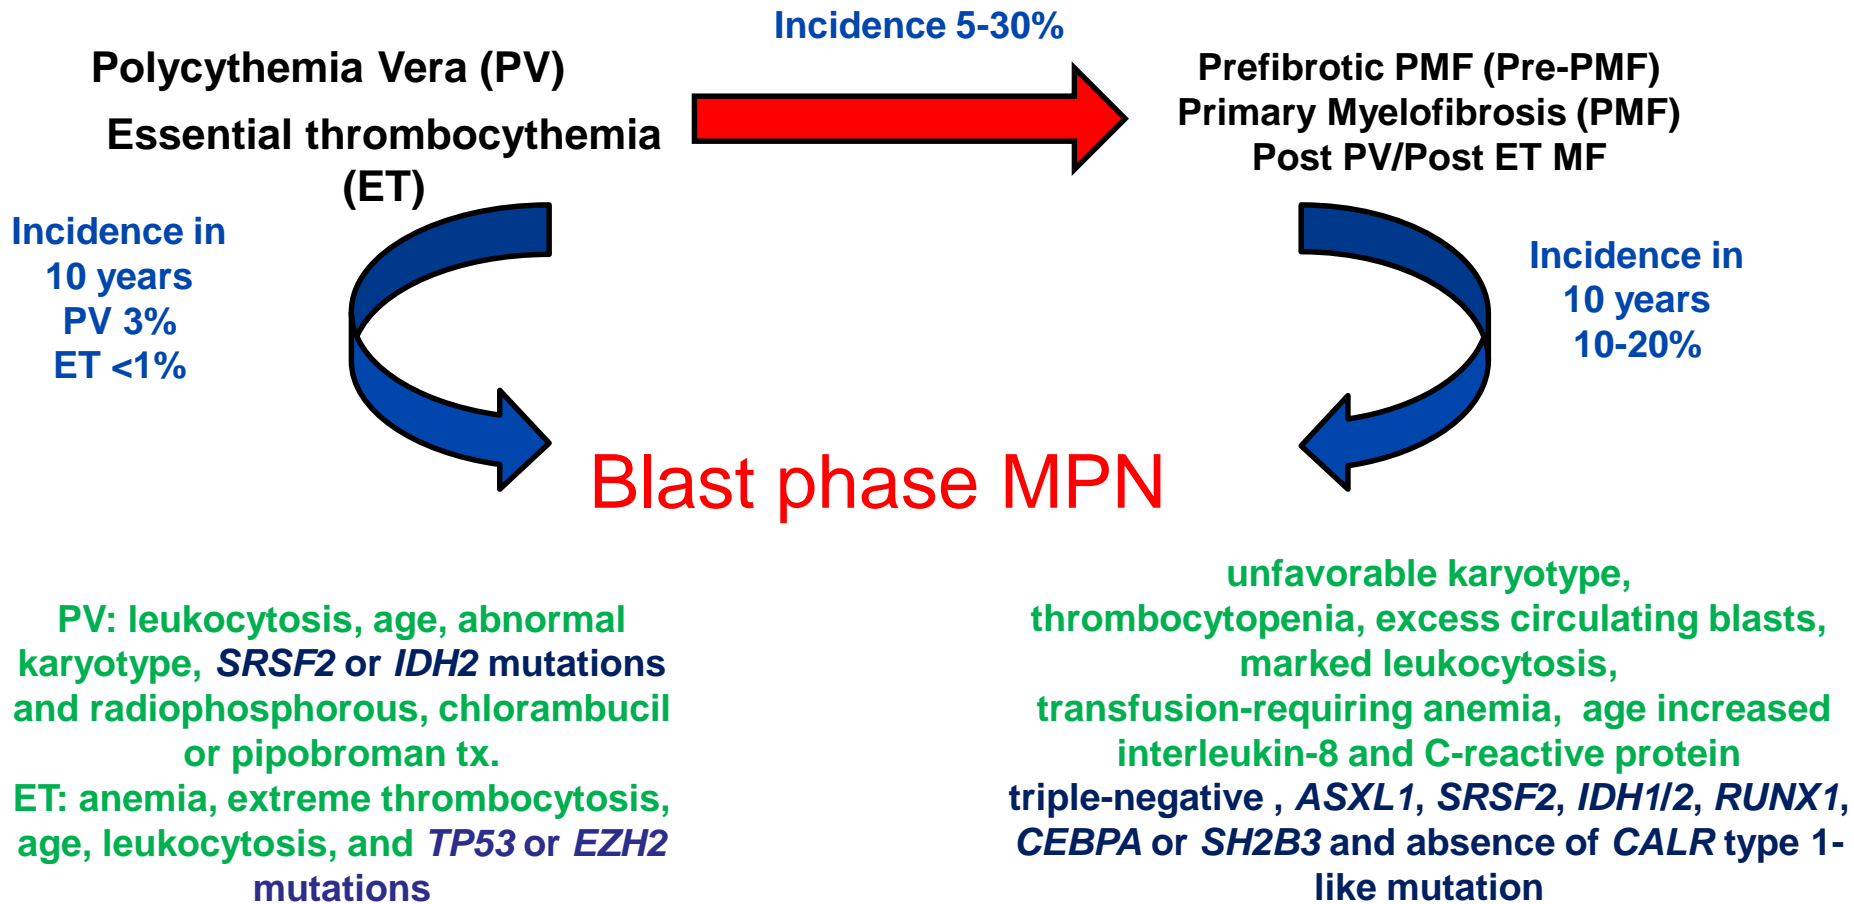 Incidence 5-30%
Polycythemia Vera (PV)
Essential thrombocythemia
(ET)
Prefibrotic PMF (Pre-PMF)
Primary Myelofibrosis (PMF)
Post PV/Post ET MF
Incidence in
10 years
PV 3%
ET <1%
Incidence in
10 years
10-20%
Blast phase MPN
PV: leukocytosis, age, abnormal
karyotype, SRSF2 or IDH2 mutations
and radiophosphorous, chlorambucil
or pipobroman tx.
ET: anemia, extreme thrombocytosis,
age, leukocytosis, and TP53 or EZH2
mutations
unfavorable karyotype,
thrombocytopenia, excess circulating blasts,
marked leukocytosis,
transfusion-requiring anemia, age increased
interleukin-8 and C-reactive protein
triple-negative , ASXL1, SRSF2, IDH1/2, RUNX1,
CEBPA or SH2B3 and absence of CALR type 1-
like mutation